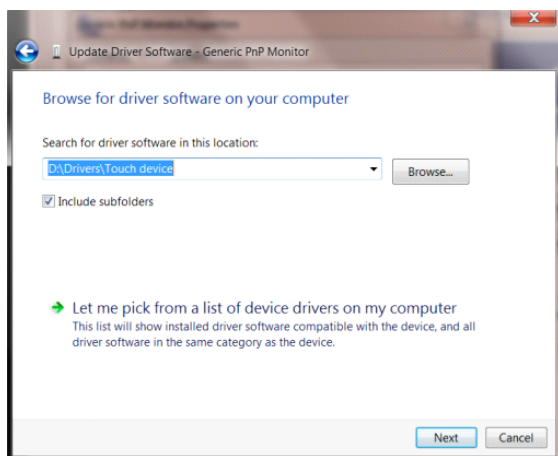 Update Driver Software - Generic PnP Monitor
Browse for driver software on your computer
Search for driver software in this location:
D:\Drivers\Touch device
Browse...
Include subfolders
Let me pick from a list of device drivers on my computer
This list will show installed driver software compatible with the device, and all
driver software in the same category as the device.
Next
Cancel